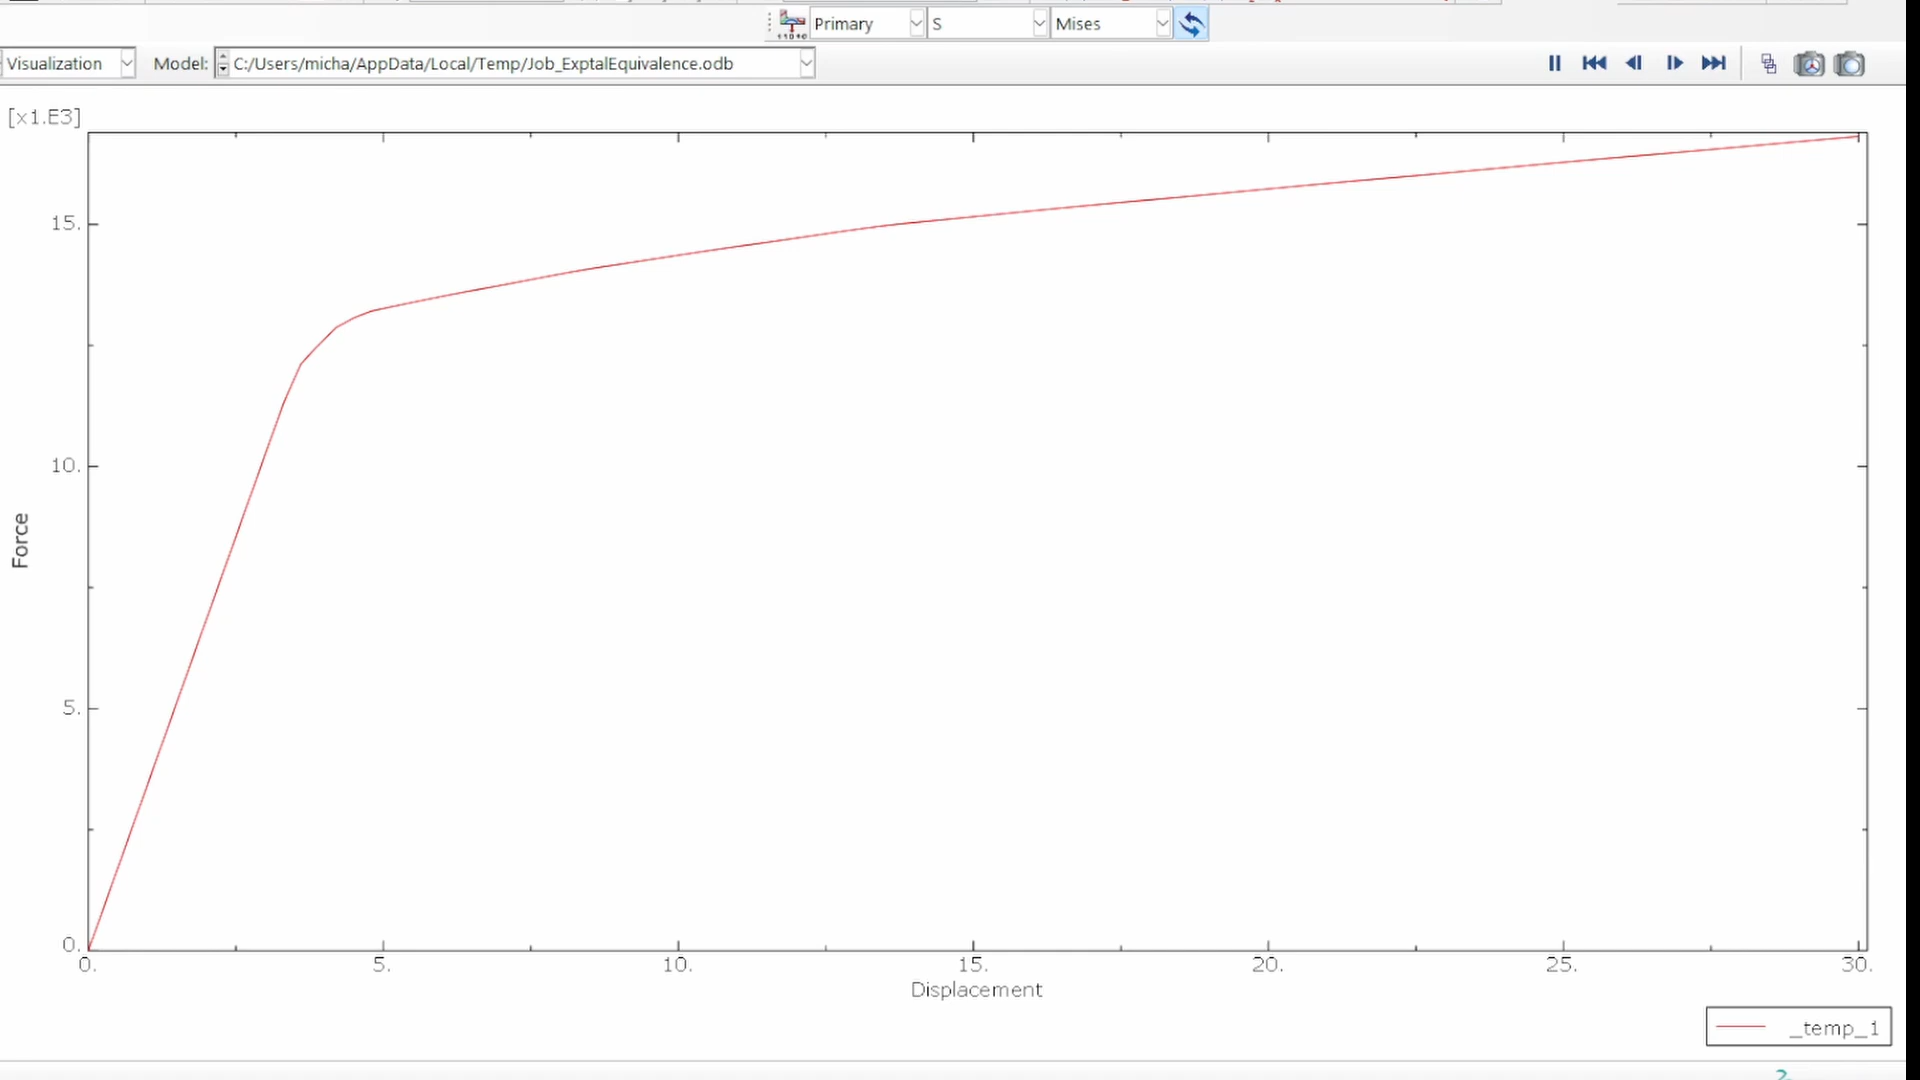 Primary S Mises
Visualization Model: C:/Users/micha/AppData/Local/Temp/Job_ExptalEquivalence.odb
[x1.E3]
15.
10.
Force
5.
0.
0. 5. 10. 15. 20. 25. 30.
Displacement
_temp_1